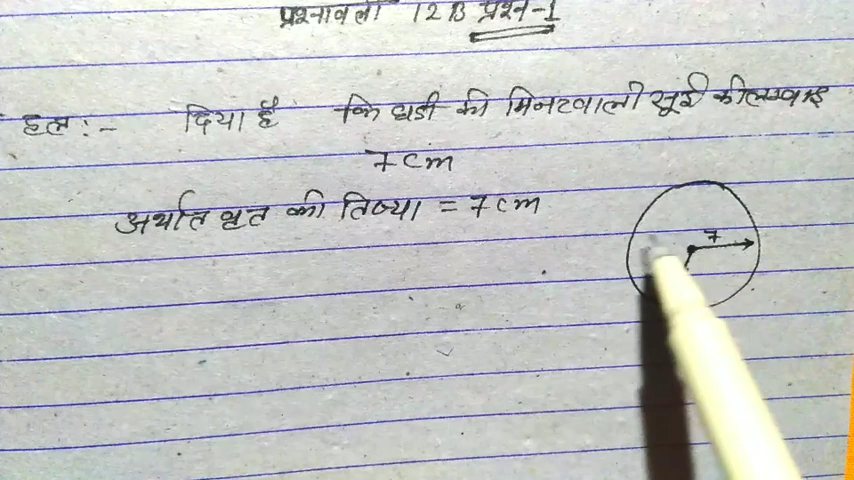 प्रश्नावली 12B प्रश्न-1
हल:- दिया है कि घडी की मिनटवाली सूई की लम्वाइ
7cm
अर्थात वृत की त्रिज्या = 7cm
7